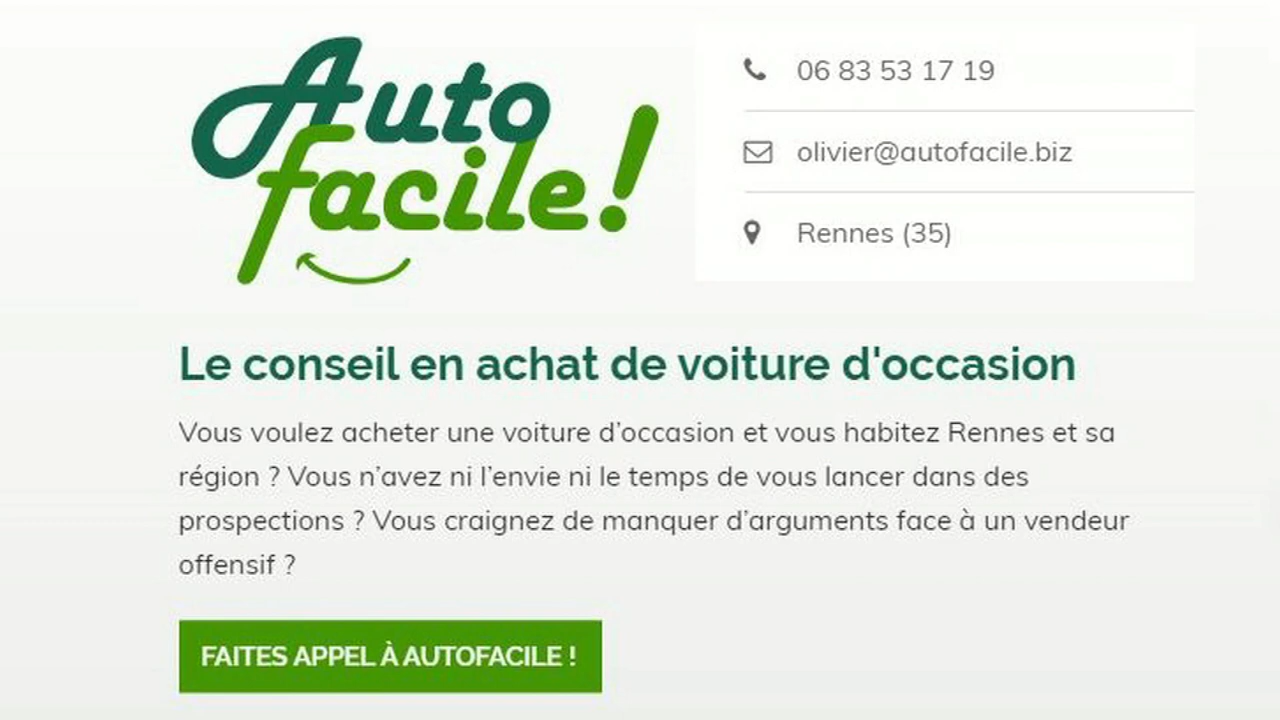 Auto
facile!
06 83 53 17 19
olivier@autofacile.biz
Rennes (35)
Le conseil en achat de voiture d'occasion
Vous voulez acheter une voiture d’occasion et vous habitez Rennes et sa
région ? Vous n’avez ni l’envie ni le temps de vous lancer dans des
prospections ? Vous craignez de manquer d’arguments face à un vendeur
offensif ?
FAITES APPEL À AUTOFACILE !